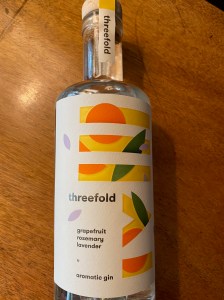 threefold
threefold
grapefruit
rosemary
lavender
+
aromatic gin